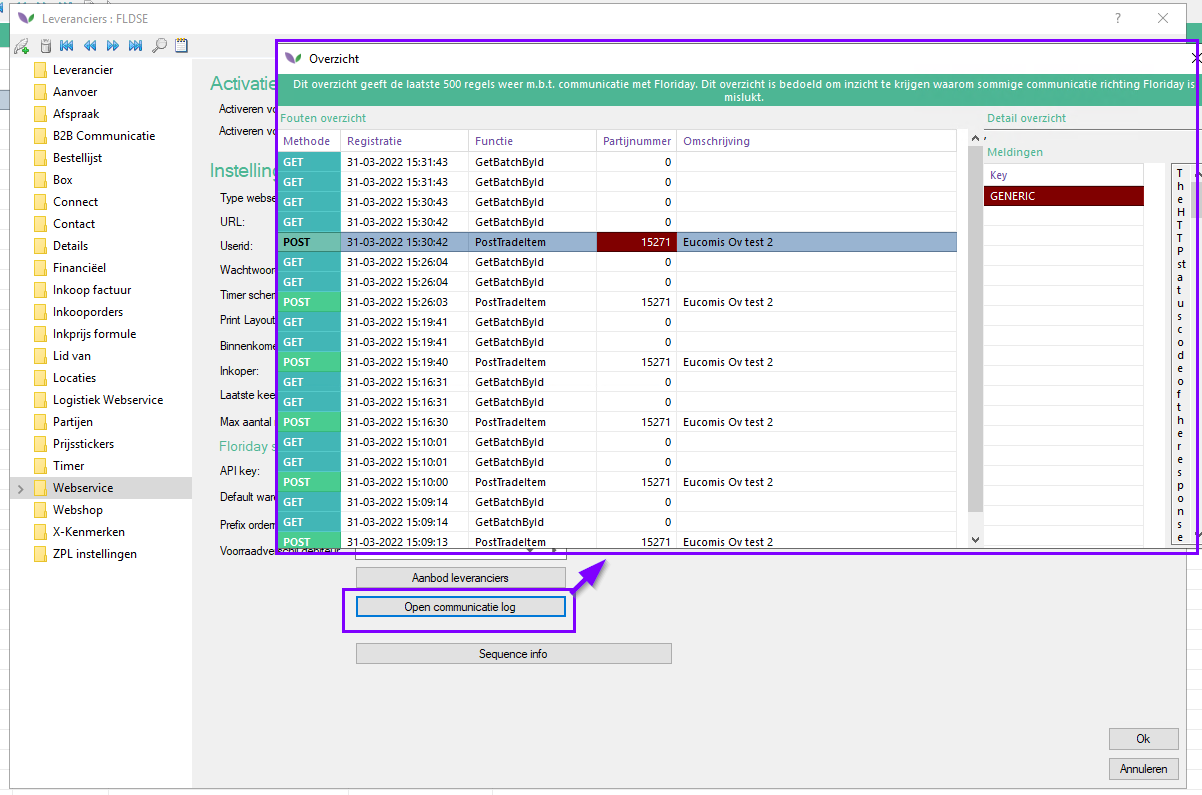 Leveranciers : FLDSE
?
Leverancier
Aanvoer
Afspraak
B2B Communicatie
Bestellijst
Box
Connect
Contact
Details
Financiëel
Inkoop factuur
Inkooporders
Inkprijs formule
Lid van
Locaties
Logistiek Webservice
Partijen
Prijsstickers
Timer
Webservice
Webshop
X-Kenmerken
ZPL instellingen
Activatie
Activeren vo
Activeren vo
Instelling
Type webse
URL:
Userid:
Wachtwoor
Timer scher
Print Layout
Binnenkome
Inkoper:
Laatste kee
Max aantal
Floriday s
API key:
Default ward
Prefix ordern
Voorraadverschil debiteur
Aanbod leveranciers
Open communicatie log
Sequence info
Ok
Annuleren
Overzicht
Dit overzicht geeft de laatste 500 regels weer m.b.t. communicatie met Floriday. Dit overzicht is bedoeld om inzicht te krijgen waarom sommige communicatie richting Floriday is
mislukt.
Fouten overzicht
Methode Registratie Functie Partijnummer Omschrijving
GET 31-03-2022 15:31:43 GetBatchById 0
GET 31-03-2022 15:31:43 GetBatchById 0
GET 31-03-2022 15:30:43 GetBatchById 0
GET 31-03-2022 15:30:42 GetBatchById 0
POST 31-03-2022 15:30:42 PostTradeItem 15271 Eucomis Ov test 2
GET 31-03-2022 15:26:04 GetBatchById 0
GET 31-03-2022 15:26:04 GetBatchById 0
POST 31-03-2022 15:26:03 PostTradeItem 15271 Eucomis Ov test 2
GET 31-03-2022 15:19:41 GetBatchById 0
GET 31-03-2022 15:19:41 GetBatchById 0
POST 31-03-2022 15:19:40 PostTradeItem 15271 Eucomis Ov test 2
GET 31-03-2022 15:16:31 GetBatchById 0
GET 31-03-2022 15:16:31 GetBatchById 0
POST 31-03-2022 15:16:30 PostTradeItem 15271 Eucomis Ov test 2
GET 31-03-2022 15:10:01 GetBatchById 0
GET 31-03-2022 15:10:01 GetBatchById 0
POST 31-03-2022 15:10:00 PostTradeItem 15271 Eucomis Ov test 2
GET 31-03-2022 15:09:14 GetBatchById 0
GET 31-03-2022 15:09:14 GetBatchById 0
POST 31-03-2022 15:09:13 PostTradeItem 15271 Eucomis Ov test 2
Detail overzicht
Meldingen
Key
GENERIC
T
h
e
H
T
T
P
st
a
t
u
s
c
o
d
e
o
f
t
h
e
r
e
s
p
o
n
s
e